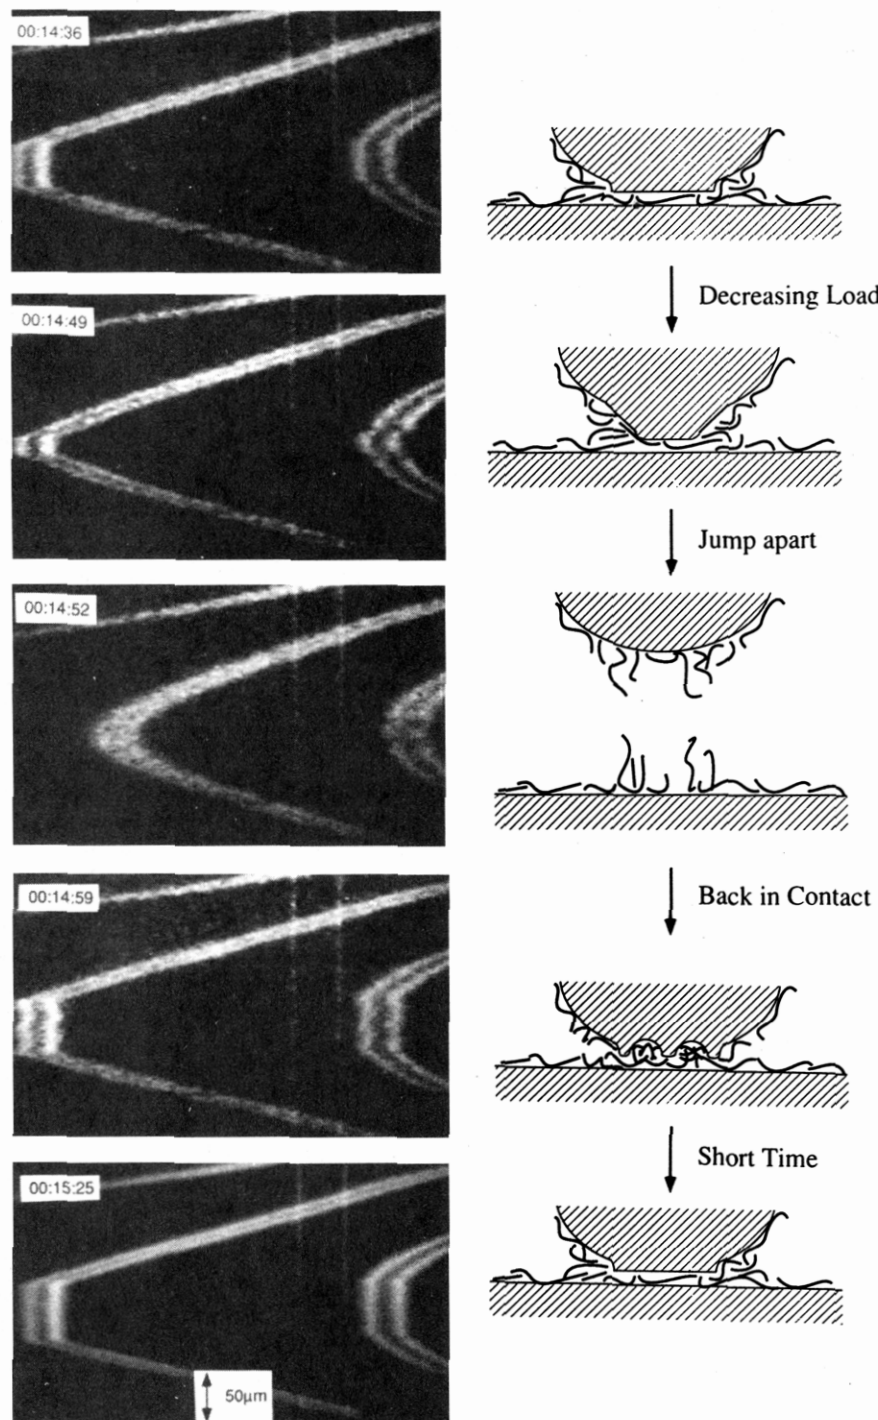 00:14:36
Decreasing Load
00:14:49
Jump apart
00:14:52
Back in Contact
00:14:59
Short Time
00:15:25
50μm